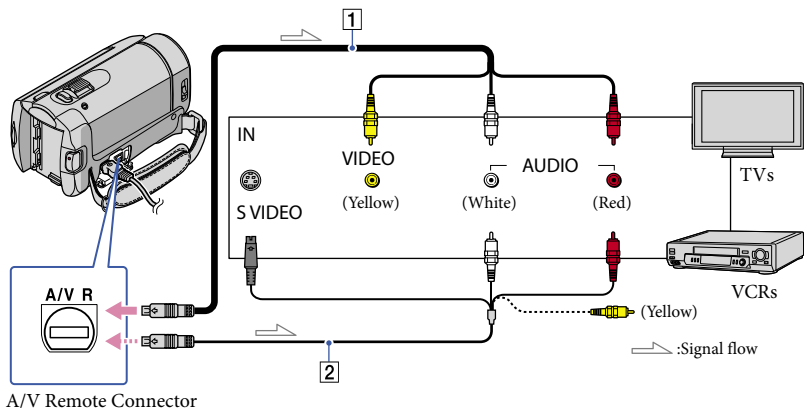 1
IN
VIDEO
AUDIO
S VIDEO
(Yellow)
(White)
(Red)
TVs
VCRs
A/V R
(Yellow)
2
:Signal flow
A/V Remote Connector